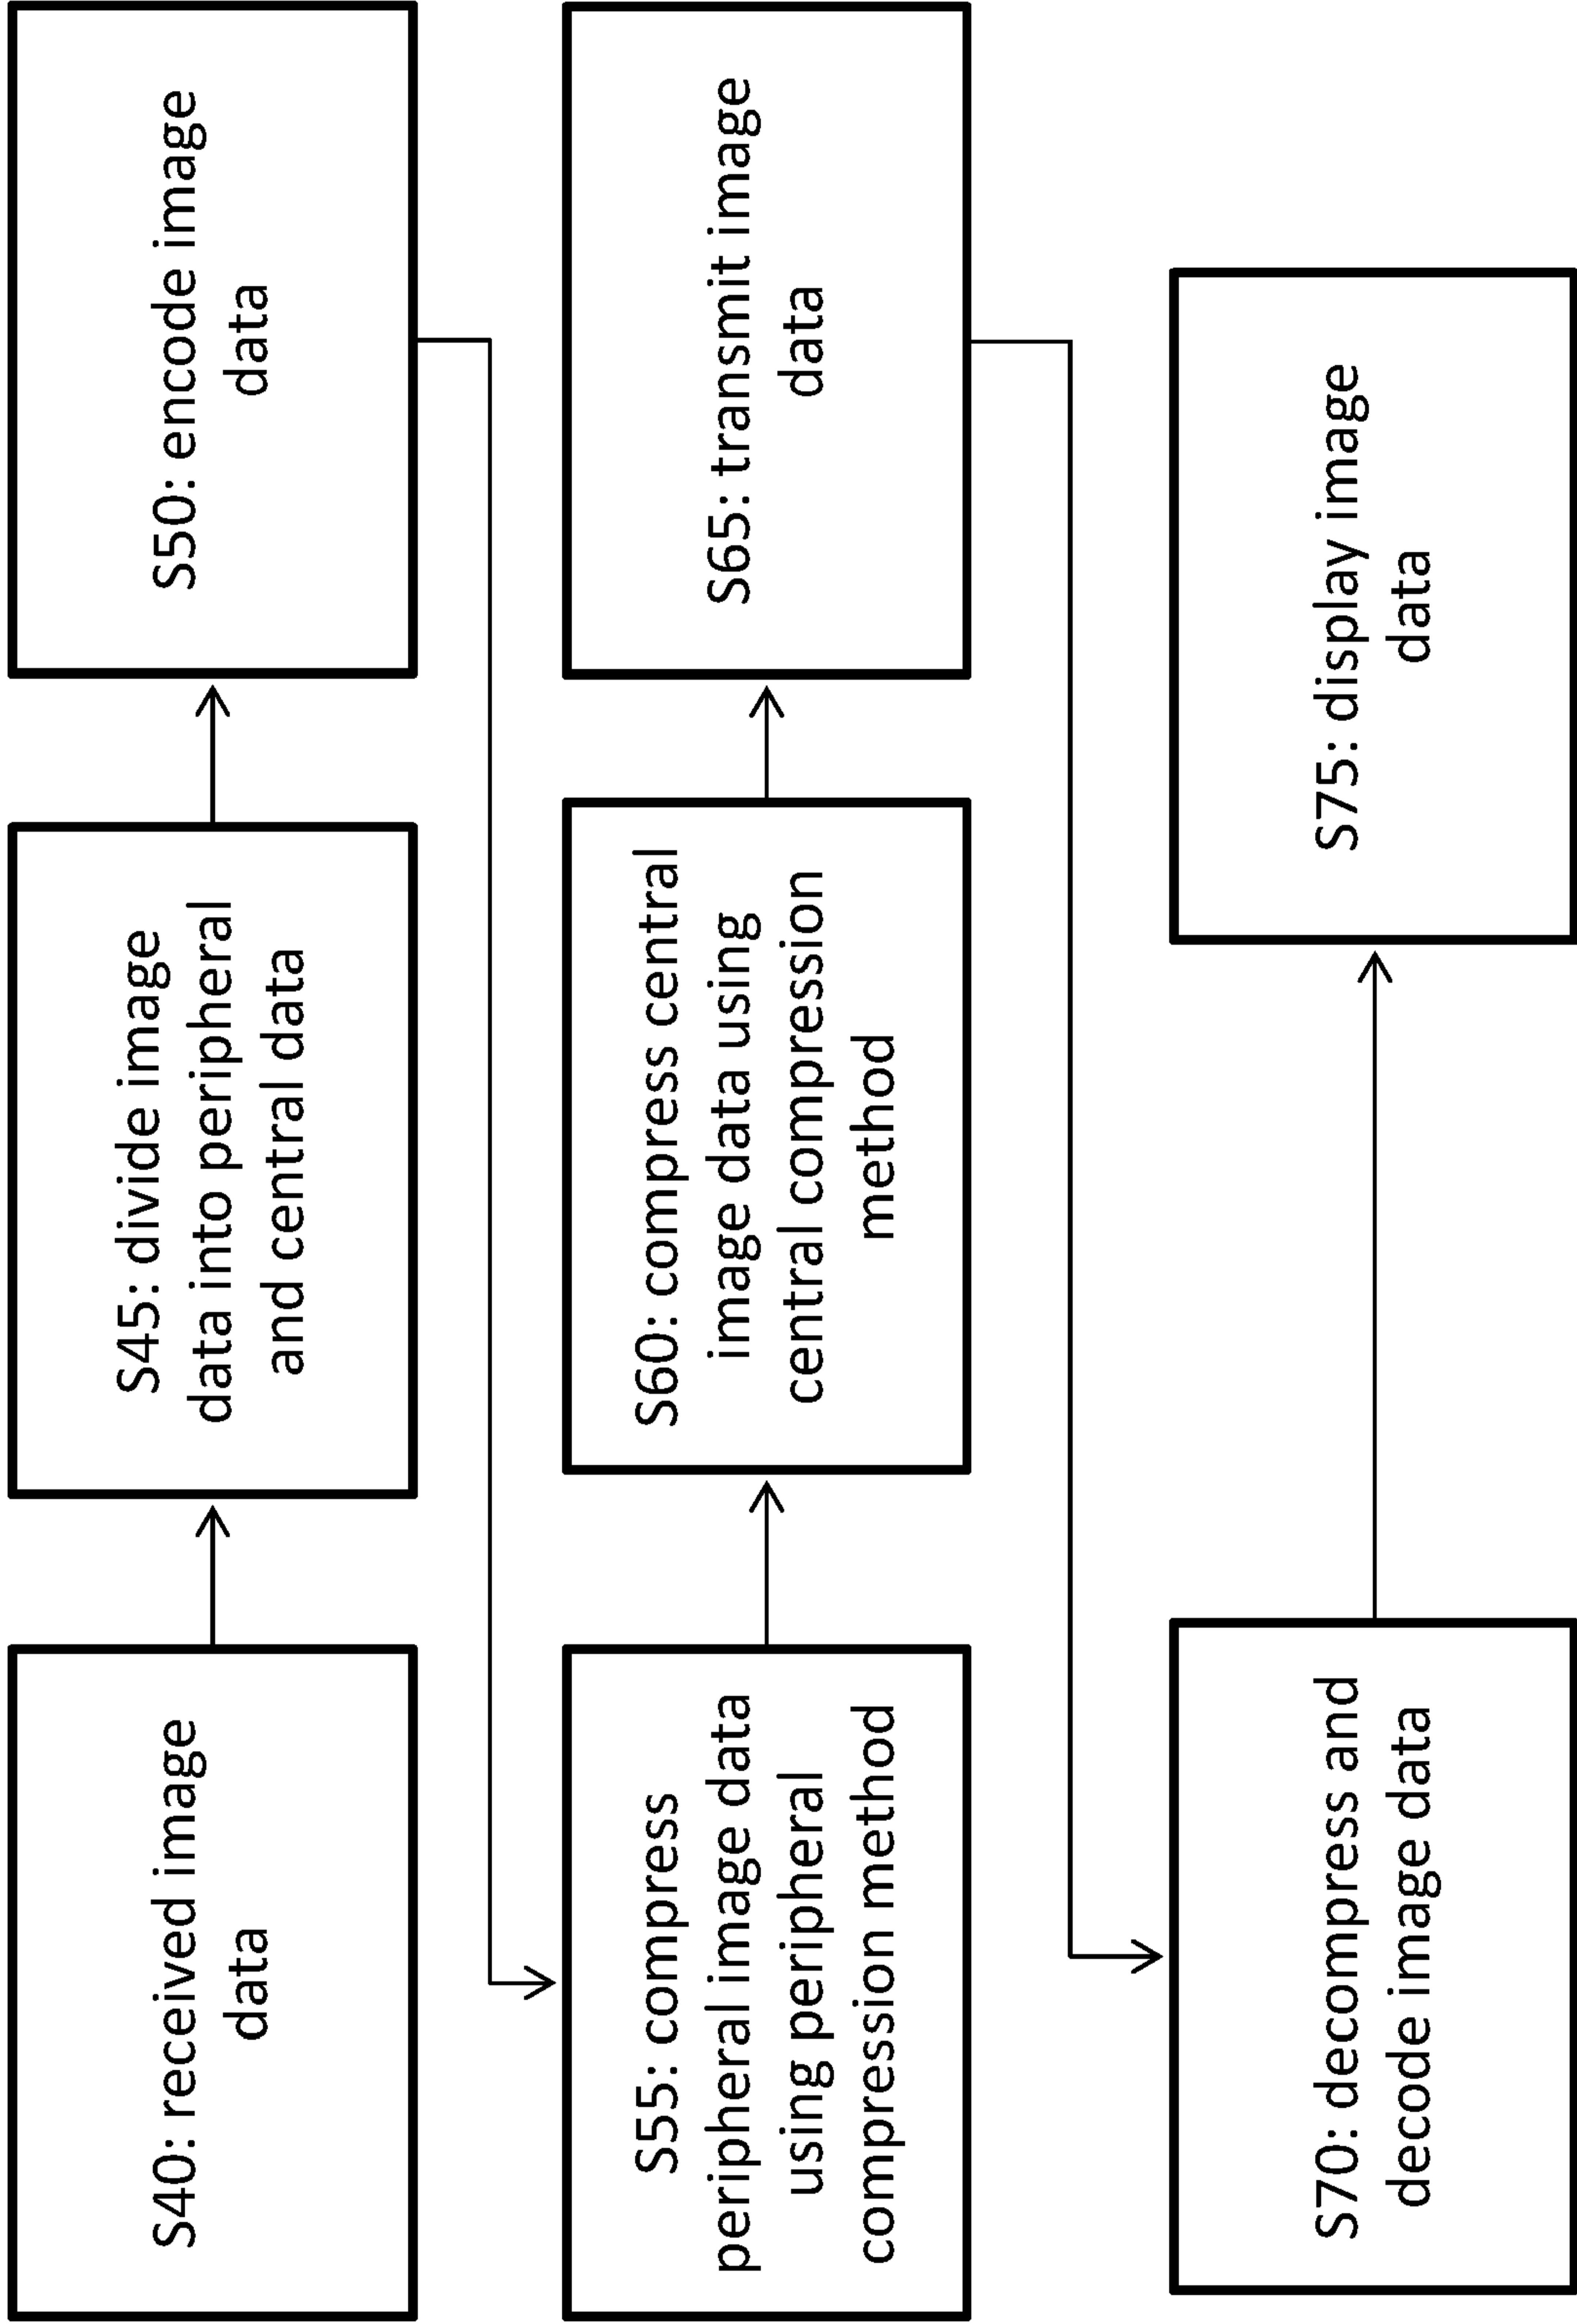 S40: received image
data
S45: divide image
data into peripheral
and central data
S50: encode image
data
S55: compress
peripheral image data
using peripheral
compression method
S60: compress central
image data using
central compression
method
S65: transmit image
data
S70: decompress and
decode image data
S75: display image
data